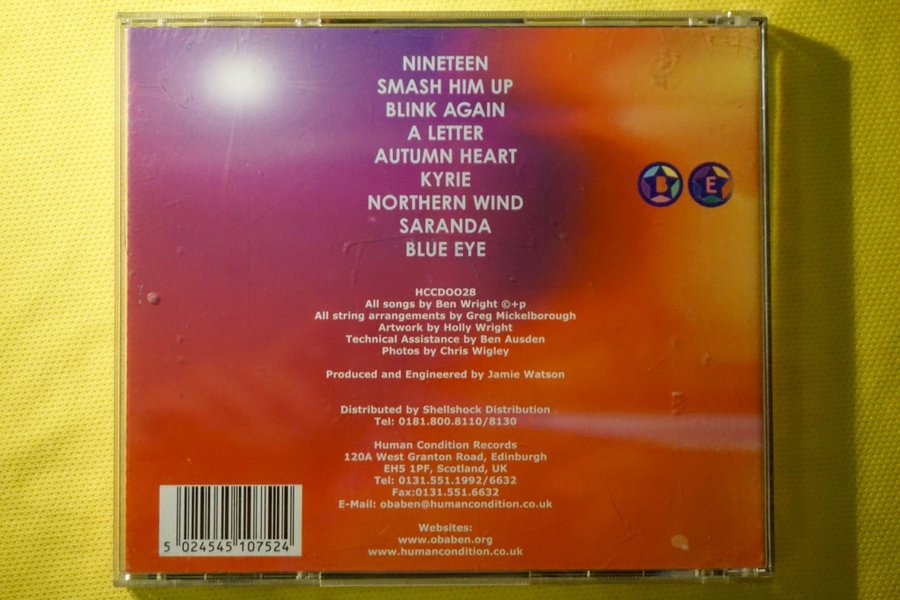 NINETEEN
SMASH HIM UP
BLINK AGAIN
A LETTER
AUTUMN HEART
KYRIE
NORTHERN WIND
SARANDA
BLUE EYE
B E
HCCDOO28
All songs by Ben Wright ©+p
All string arrangements by Greg Mickelborough
Artwork by Holly Wright
Technical Assistance by Ben Ausden
Photos by Chris Wigley
Produced and Engineered by Jamie Watson
Distributed by Shellshock Distribution
Tel: 0181.800.8110/8130
Human Condition Records
120A West Granton Road, Edinburgh
EH5 1PF, Scotland, UK
Tel: 0131.551.1992/6632
Fax:0131.551.6632
E-Mail: obaben@humancondition.co.uk
Websites:
www.obaben.org
www.humancondition.co.uk
5 024545 107524